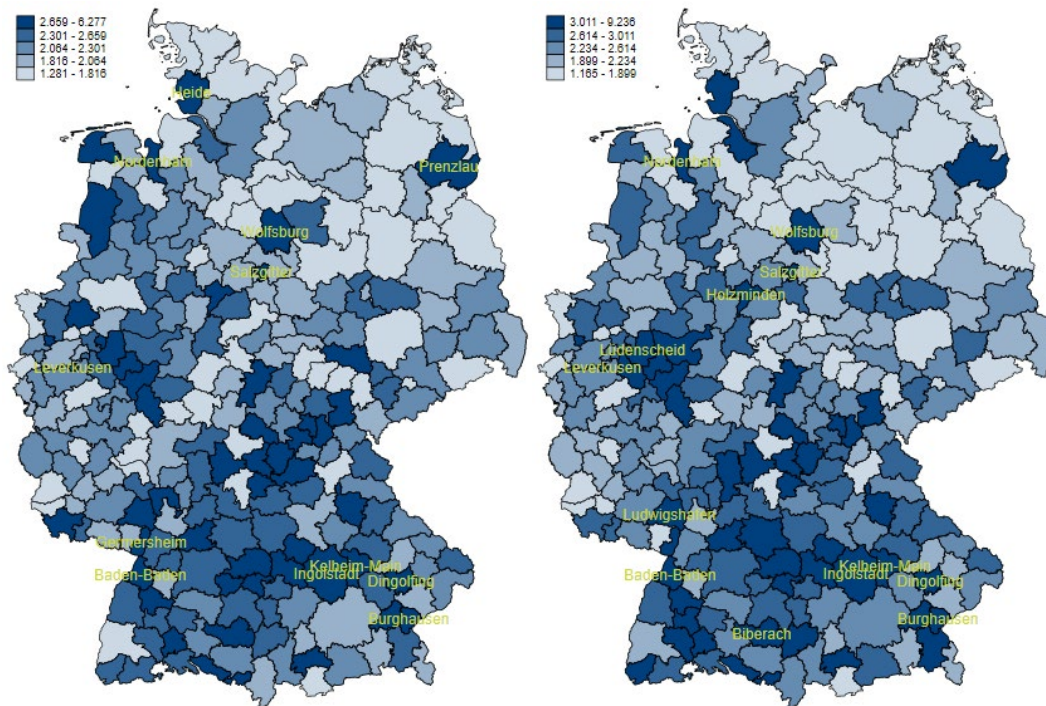 2.659 - 6.277
2.301 - 2.659
2.064 - 2.301
1.816 - 2.064
1.281 - 1.816
Heide
Nordenham
Prenzlau
Wolfsburg
Salzgitter
Leverkusen
Germersheim
Baden-Baden
Kelheim-Main
Ingolstadt
Dingolfing
Burghausen
3.011 - 9.236
2.614 - 3.011
2.234 - 2.614
1.899 - 2.234
1.165 - 1.899
Nordenham
Wolfsburg
Salzgitter
Holzminden
Lüdenscheid
Leverkusen
Ludwigshafen
Baden-Baden
Kelheim-Main
Ingolstadt
Dingolfing
Burghausen
Biberach